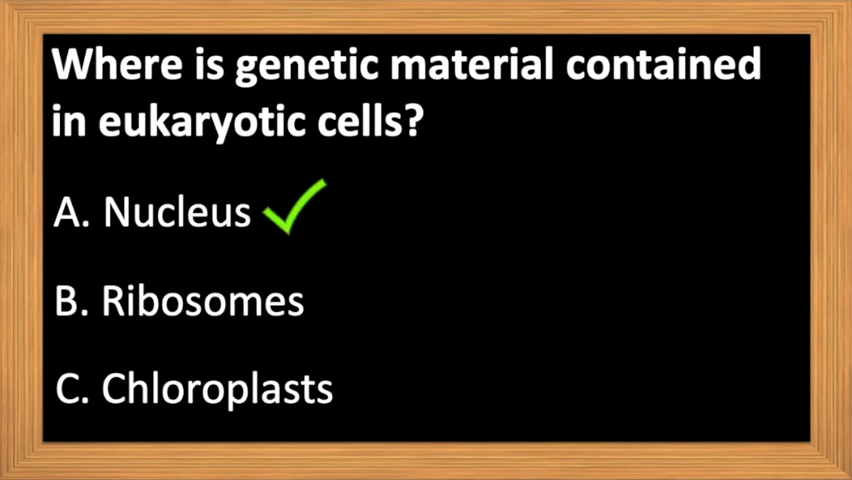 Where is genetic material contained
in eukaryotic cells?
A. Nucleus
B. Ribosomes
C. Chloroplasts